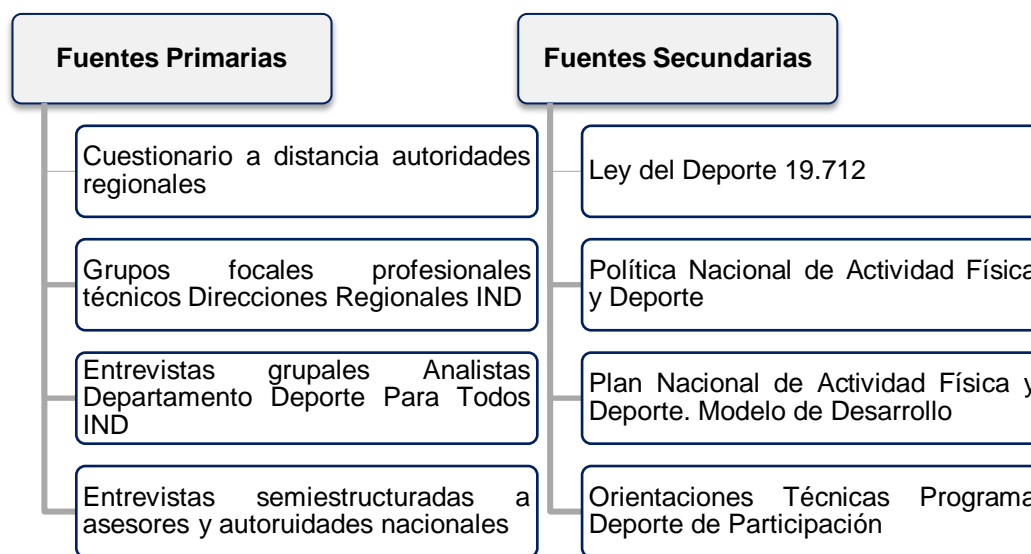 Fuentes Primarias
Cuestionario a distancia autoridades
regionales
Grupos focales profesionales
técnicos Direcciones Regionales IND
Entrevistas grupales Analistas
Departamento Deporte Para Todos
IND
Entrevistas semiestructuradas a
asesores y autoruidades nacionales
Fuentes Secundarias
Ley del Deporte 19.712
Política Nacional de Actividad Física
y Deporte
Plan Nacional de Actividad Física y
Deporte. Modelo de Desarrollo
Orientaciones Técnicas Programa
Deporte de Participación